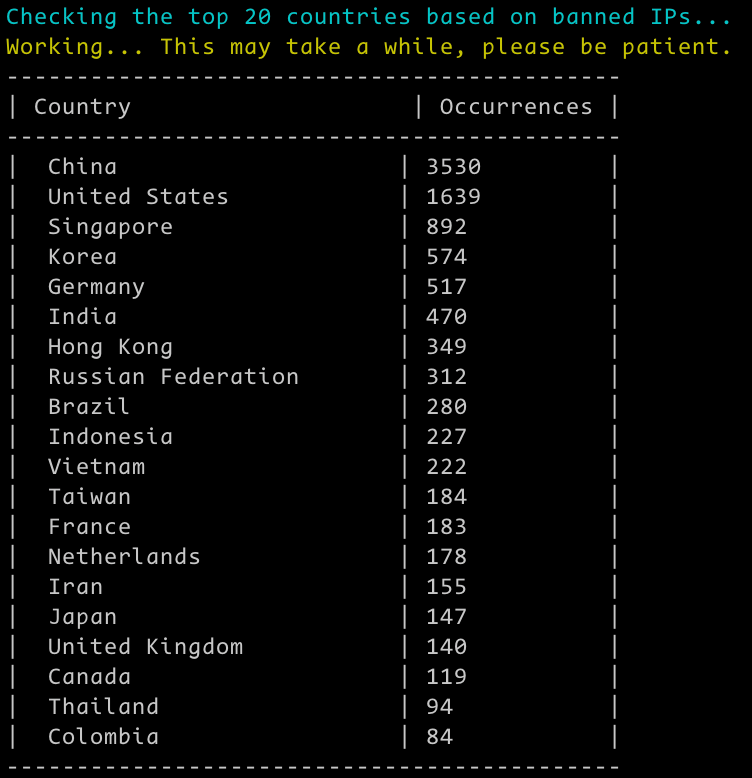 Checking the top 20 countries based on banned IPs...
Working... This may take a while, please be patient.
--------------------------------------------
| Country                    | Occurrences |
--------------------------------------------
|  China                    | 3530         |
|  United States            | 1639         |
|  Singapore                | 892          |
|  Korea                    | 574          |
|  Germany                  | 517          |
|  India                    | 470          |
|  Hong Kong                | 349          |
|  Russian Federation       | 312          |
|  Brazil                   | 280          |
|  Indonesia                | 227          |
|  Vietnam                  | 222          |
|  Taiwan                   | 184          |
|  France                   | 183          |
|  Netherlands              | 178          |
|  Iran                     | 155          |
|  Japan                    | 147          |
|  United Kingdom           | 140          |
|  Canada                   | 119          |
|  Thailand                 | 94           |
|  Colombia                 | 84           |
--------------------------------------------